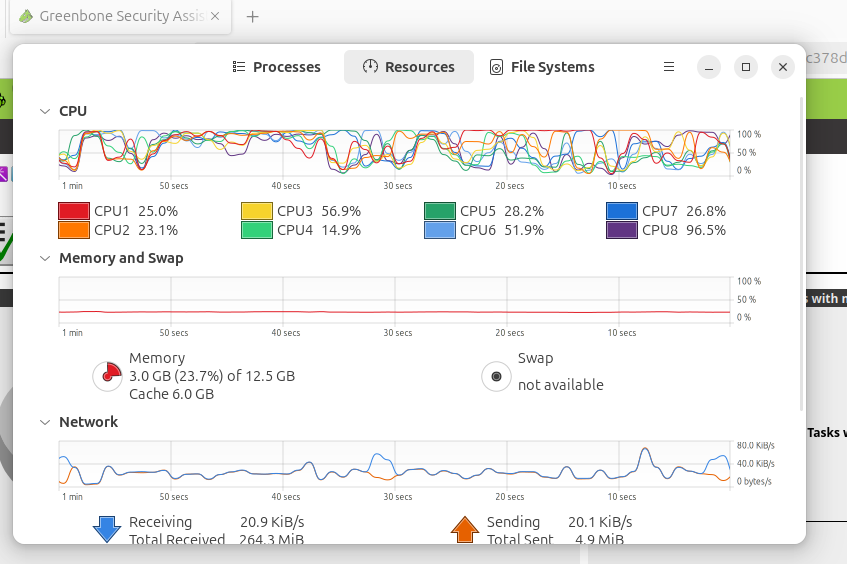 Greenbone Security Assis
c378d
Processes Resources File Systems
CPU
100 %
50 %
0 %
1 min 50 secs 40 secs 30 secs 20 secs 10 secs
CPU1 25.0% CPU3 56.9% CPU5 28.2% CPU7 26.8%
CPU2 23.1% CPU4 14.9% CPU6 51.9% CPU8 96.5%
Memory and Swap
100 %
50 %
0 %
1 min 50 secs 40 secs 30 secs 20 secs 10 secs
s with n
Memory
3.0 GB (23.7%) of 12.5 GB
Cache 6.0 GB
Swap
not available
Network
Tasks w
80.0 KiB/s
40.0 KiB/s
0 bytes/s
1 min 50 secs 40 secs 30 secs 20 secs 10 secs
Receiving 20.9 KiB/s Sending 20.1 KiB/s
Total Received 264.3 MiB Total Sent 4.9 MiB